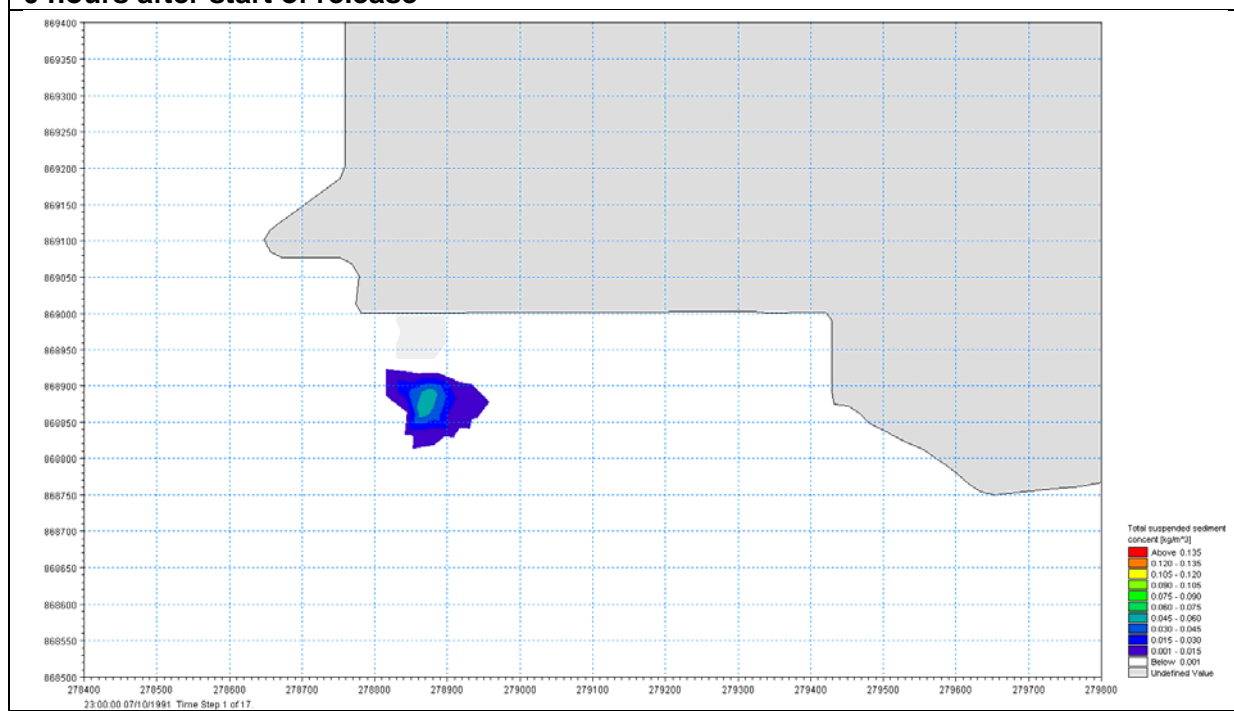 hours after start of release
869400
869350
869300
869250
869200
869150
869100
869050
869000
868950
868900
868850
868800
868750
868700
868650
868600
868550
868500
278400 278500 278600 278700 278800 278900 279000 279100 279200 279300 279400 279500 279600 279700 279800
23:00:00 07/10/1991 Time Step 1 of 17.
Total suspended sediment
concent [kg/m^3]
Above 0.135
0.120 - 0.135
0.105 - 0.120
0.090 - 0.105
0.075 - 0.090
0.060 - 0.075
0.045 - 0.060
0.030 - 0.045
0.015 - 0.030
0.001 - 0.015
Below 0.001
Undefined Value